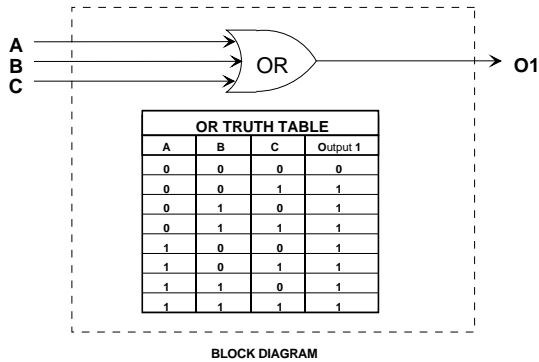 A
B
C
OR
O1
OR TRUTH TABLE
A B C Output 1
0 0 0 0
0 0 1 1
0 1 0 1
0 1 1 1
1 0 0 1
1 0 1 1
1 1 0 1
1 1 1 1
BLOCK DIAGRAM